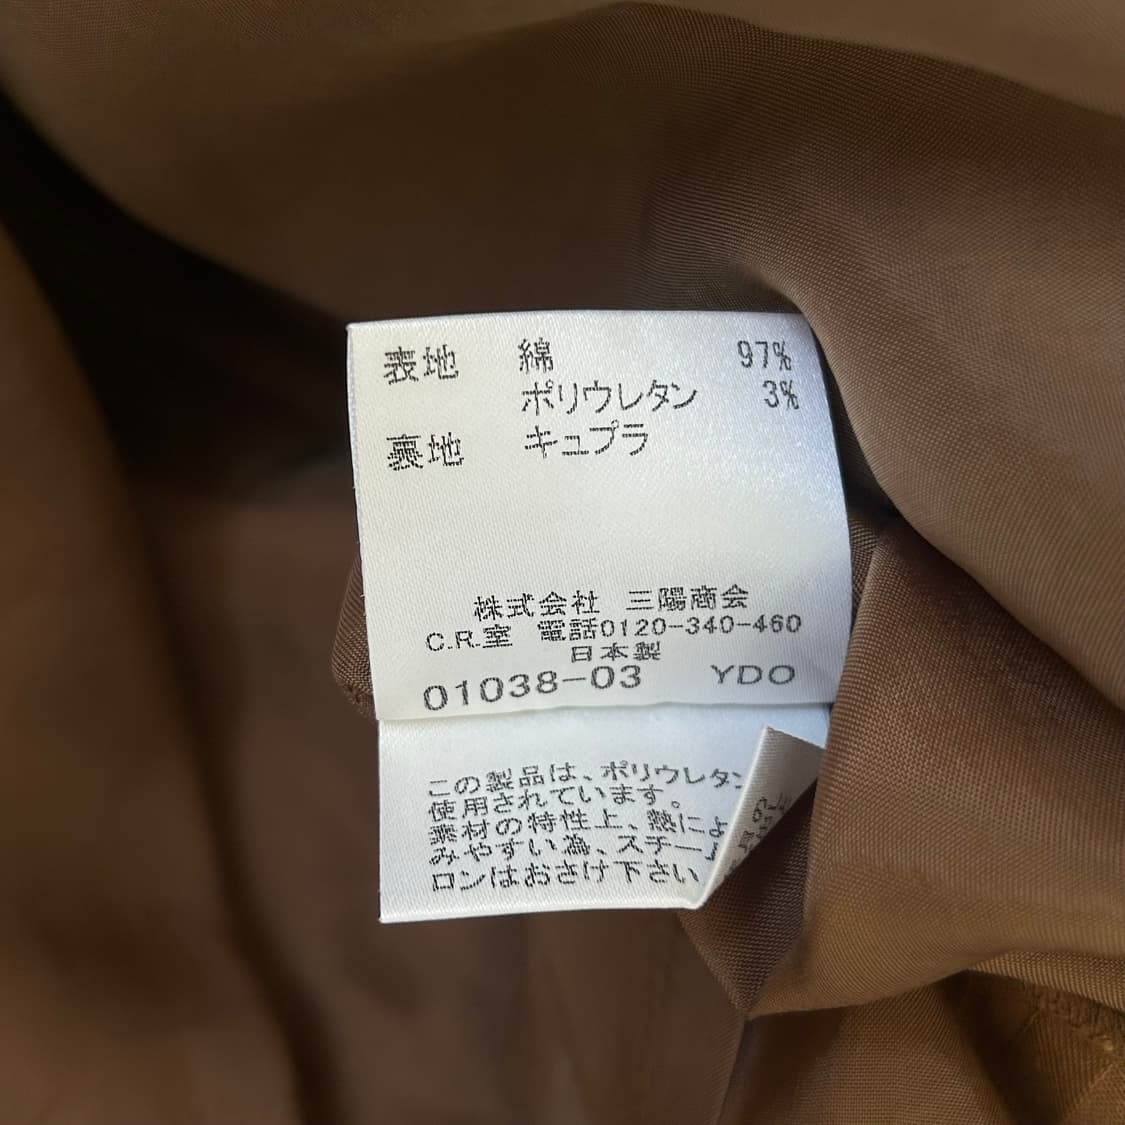 表地 綿 97%
ポリウレタン 3%
裏地 キュプラ
株式会社 三陽商会
C.R.室 電話0120-340-460
日本製
01038-03 YDO
この製品は、ポリウレタン
使用されています。
素材の特性上、熱によ
みやすい為、スチー
ロンはおさけ下さい